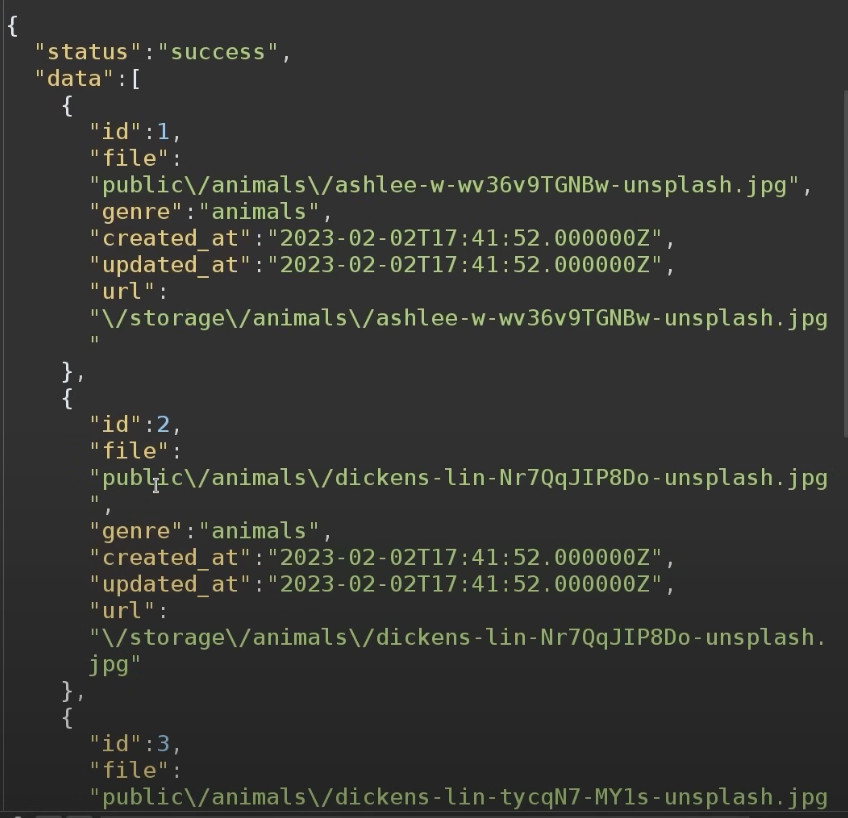 {
"status":"success",
"data":[
{
"id":1,
"file":
"public\/animals\/ashlee-w-wv36v9TGNBw-unsplash.jpg",
"genre":"animals",
"created_at":"2023-02-02T17:41:52.000000Z",
"updated_at":"2023-02-02T17:41:52.000000Z",
"url":
"\/storage\/animals\/ashlee-w-wv36v9TGNBw-unsplash.jpg
"
},
{
"id":2,
"file":
"public\/animals\/dickens-lin-Nr7QqJIP8Do-unsplash.jpg
",
"genre":"animals",
"created_at":"2023-02-02T17:41:52.000000Z",
"updated_at":"2023-02-02T17:41:52.000000Z",
"url":
"\/storage\/animals\/dickens-lin-Nr7QqJIP8Do-unsplash.
jpg"
},
{
"id":3,
"file":
"public\/animals\/dickens-lin-tycqN7-MY1s-unsplash.jpg